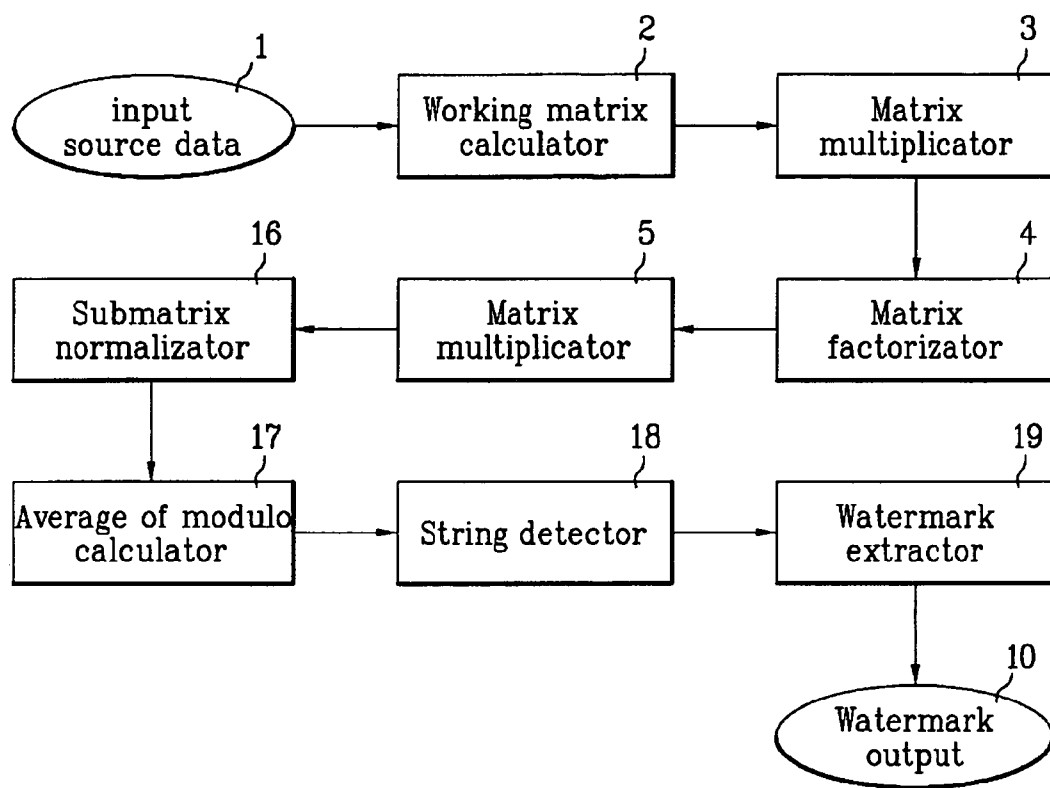 1
input
source data
2
Working matrix
calculator
3
Matrix
multiplicator
16
Submatrix
normalizator
5
Matrix
multiplicator
4
Matrix
factorizator
17
Average of modulo
calculator
18
String detector
19
Watermark
extractor
10
Watermark
output